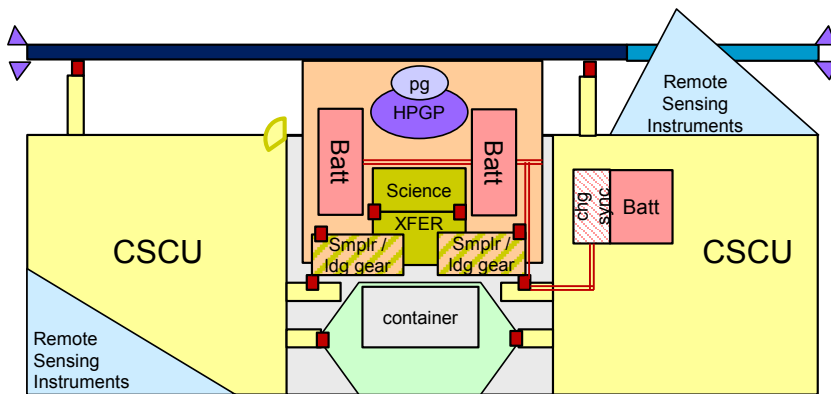 pg
HPGP
Remote
Sensing
Instruments
Batt
Batt
Science
XFER
chg
sync
Batt
Smplr /
ldg gear
Smplr /
ldg gear
CSCU
CSCU
container
Remote
Sensing
Instruments